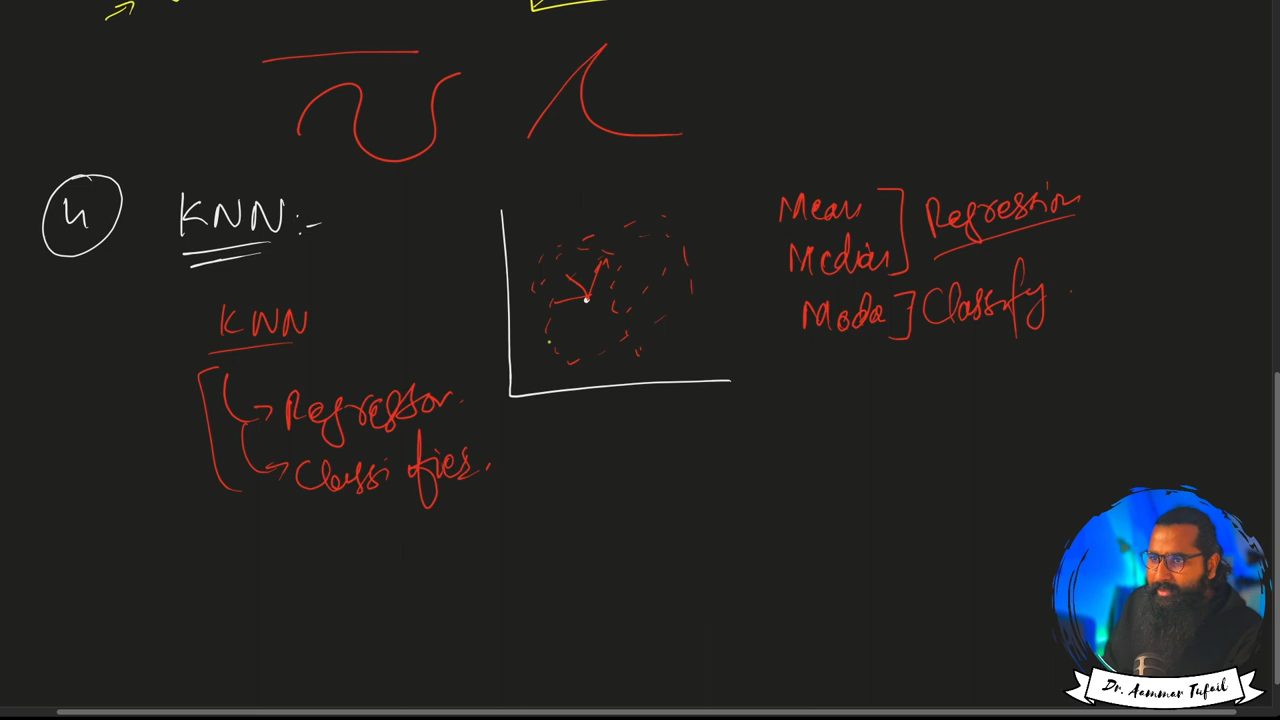 4 KNN:-
KNN
Regressor.
Classifier.
Mean
Median
Regression
Mode
Classify.
Dr. Aammar Tufail